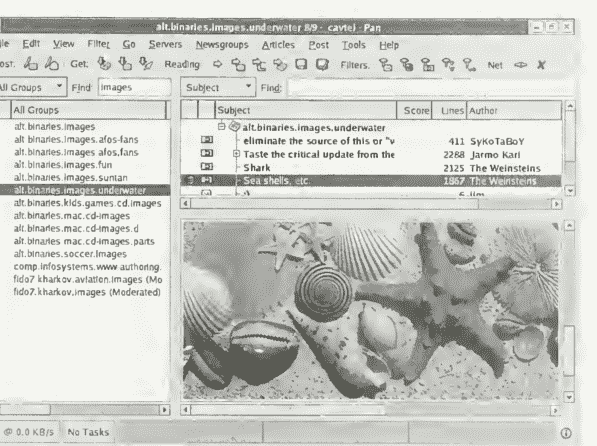 alt.binaries.images.underwater 8/9 - cavtel - Pan
Edit View Filter Go Servers Newsgroups Articles Post Tools Help
Get: Reading: Filters: Net
All Groups Find: images
Subject Find:
All Groups
alt.binaries.images
alt.binaries.images.afos-fans
alt.binaries.images afos,fans
alt.binaries.images.fun
alt.binaries.images.suntan
alt.binaries.images.underwater
alt.binaries.kids.games.cd.images
alt.binaries.mac.cd-images
alt.binaries.mac.cd-images.d
alt.binaries mac.cd-images.parts
alt.binaries.soccer.images
comp.infosystems.www authoring.
fido7 kharkov.aviation.images (Mo
fido7.kharkov.images (Moderated)
Subject Score Lines Author
alt.binaries.images.underwater
eliminate the source of this or "v 411 SyKoTaBoY
Taste the critical update from the 2288 Jarmo Karl
Shark 2125 The Weinsteins
Sea shells, etc. 1867 The Weinsteins
@ 0.0 KB/s No Tasks